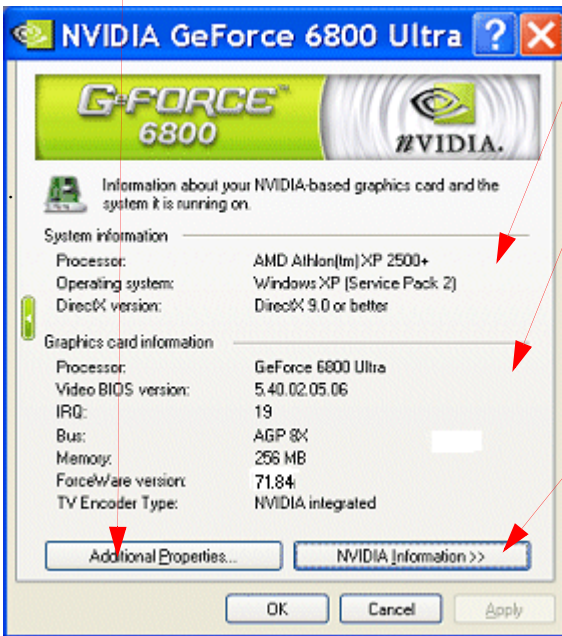 NVIDIA GeForce 6800 Ultra
G-FORCE™
6800
nVIDIA.
Information about your NVIDIA-based graphics card and the
system it is running on.
System information
Processor: AMD Athlon(tm) XP 2500+
Operating system: Windows XP (Service Pack 2)
DirectX version: DirectX 9.0 or better
Graphics card information
Processor: GeForce 6800 Ultra
Video BIOS version: 5.40.02.05.06
IRQ: 19
Bus: AGP 8X
Memory: 256 MB
ForceWare version: 71.84
TV Encoder Type: NVIDIA integrated
Additional Properties... NVIDIA Information >>
OK Cancel Apply